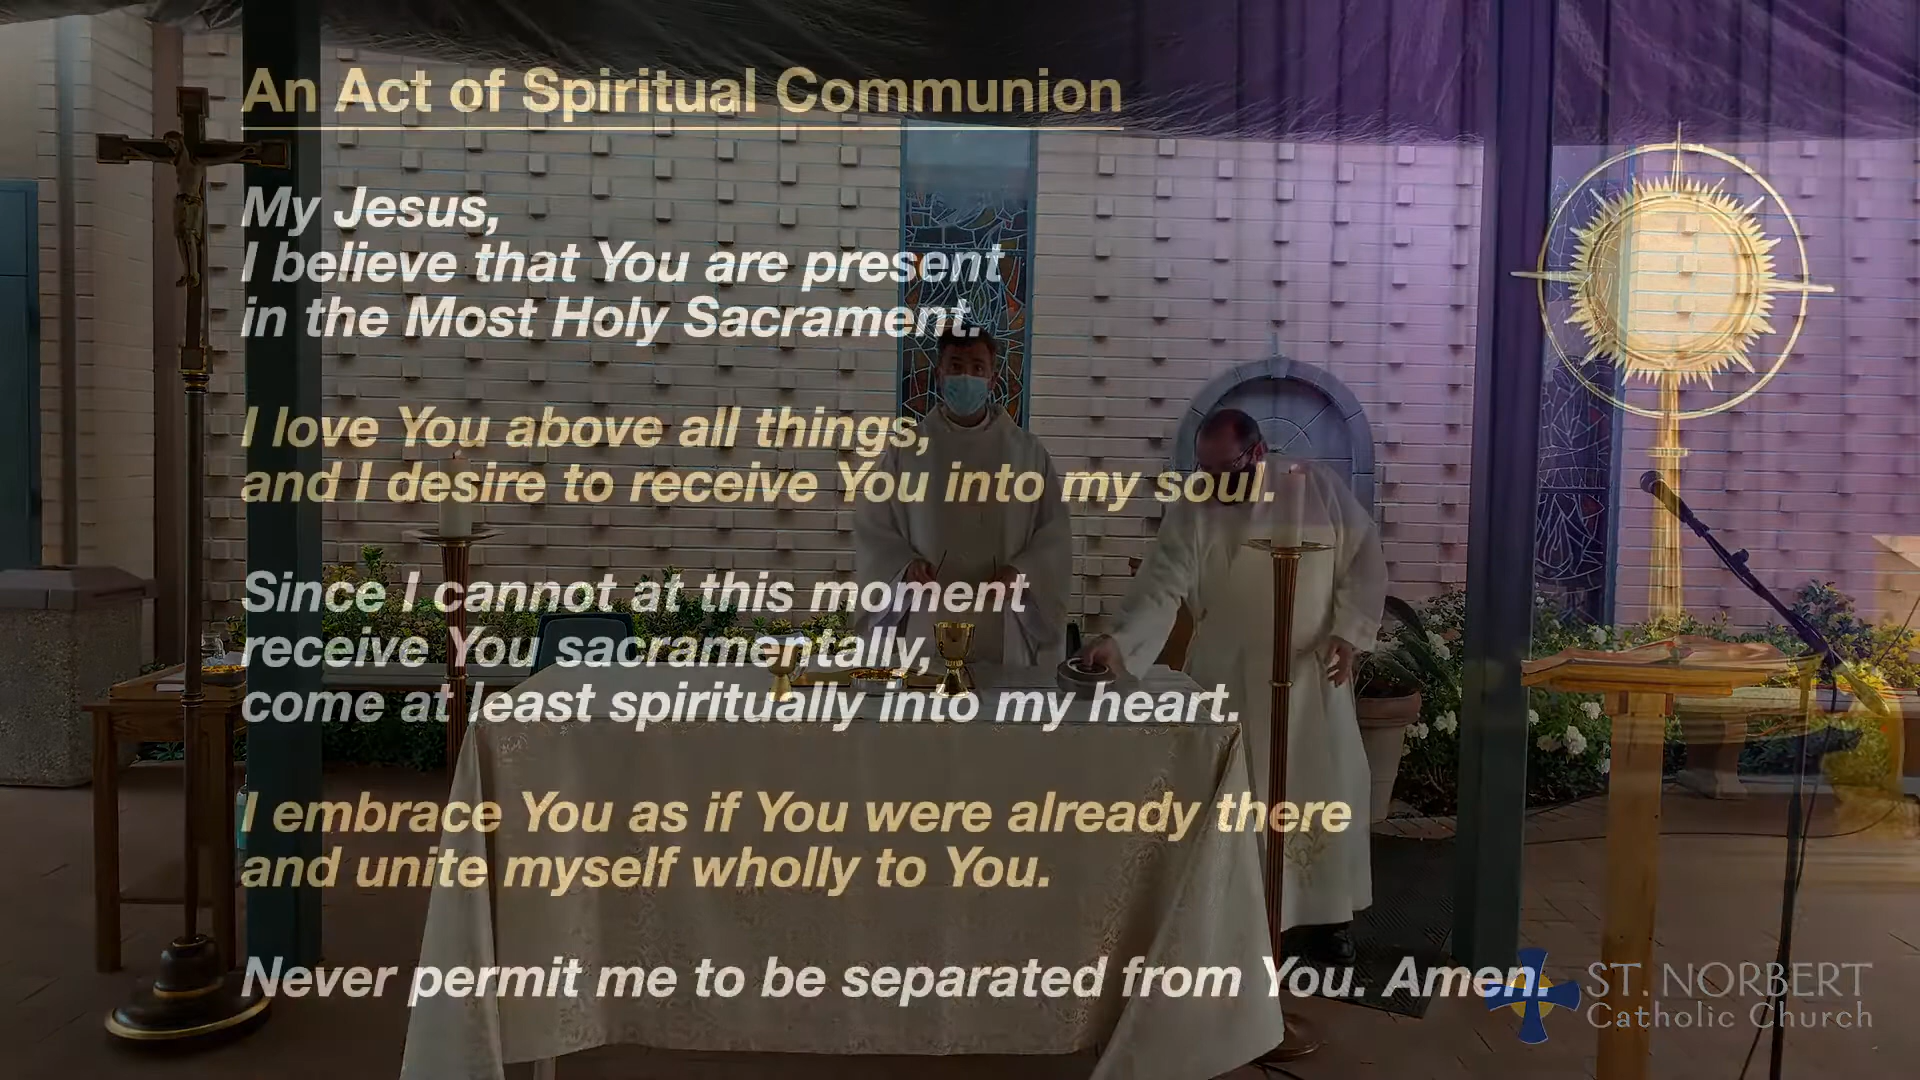 An Act of Spiritual Communion
My Jesus,
I believe that You are present
in the Most Holy Sacrament.
I love You above all things,
and I desire to receive You into my soul.
Since I cannot at this moment
receive You sacramentally,
come at least spiritually into my heart.
I embrace You as if You were already there
and unite myself wholly to You.
Never permit me to be separated from You. Amen.
ST. NORBERT
Catholic Church